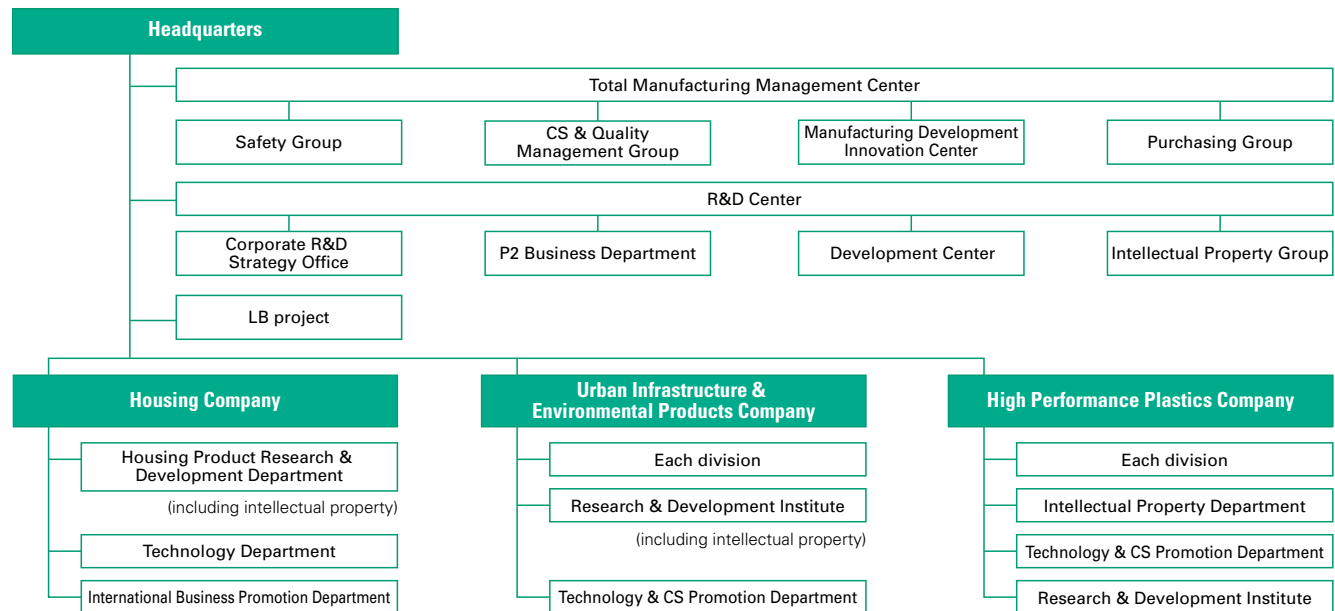 Headquarters
Total Manufacturing Management Center
Safety Group
CS & Quality
Management Group
Manufacturing Development
Innovation Center
Purchasing Group
R&D Center
Corporate R&D
Strategy Office
P2 Business Department
Development Center
Intellectual Property Group
LB project
Housing Company
Housing Product Research &
Development Department
(including intellectual property)
Technology Department
International Business Promotion Department
Urban Infrastructure &
Environmental Products Company
Each division
Research & Development Institute
(including intellectual property)
Technology & CS Promotion Department
High Performance Plastics Company
Each division
Intellectual Property Department
Technology & CS Promotion Department
Research & Development Institute